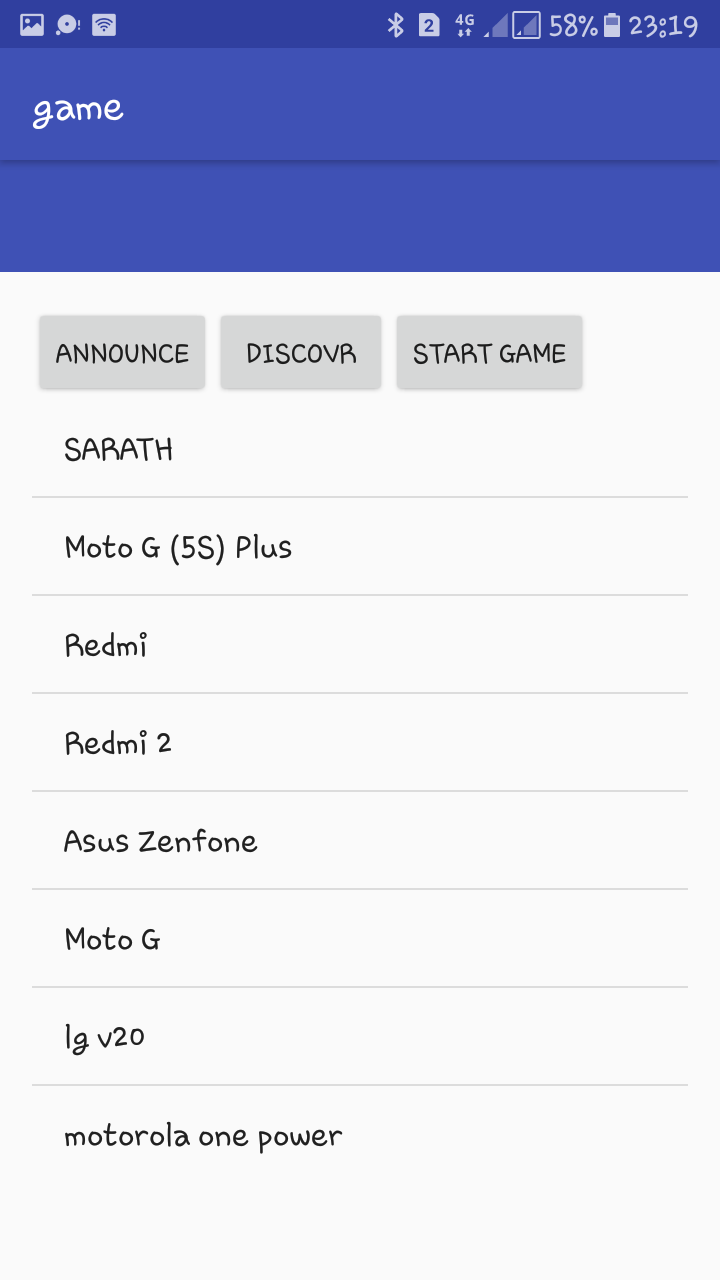 2 4G 58% 23:19
game
ANNOUNCE DISCOVR START GAME
SARATH
Moto G (5S) Plus
Redmi
Redmi 2
Asus Zenfone
Moto G
lg v20
motorola one power